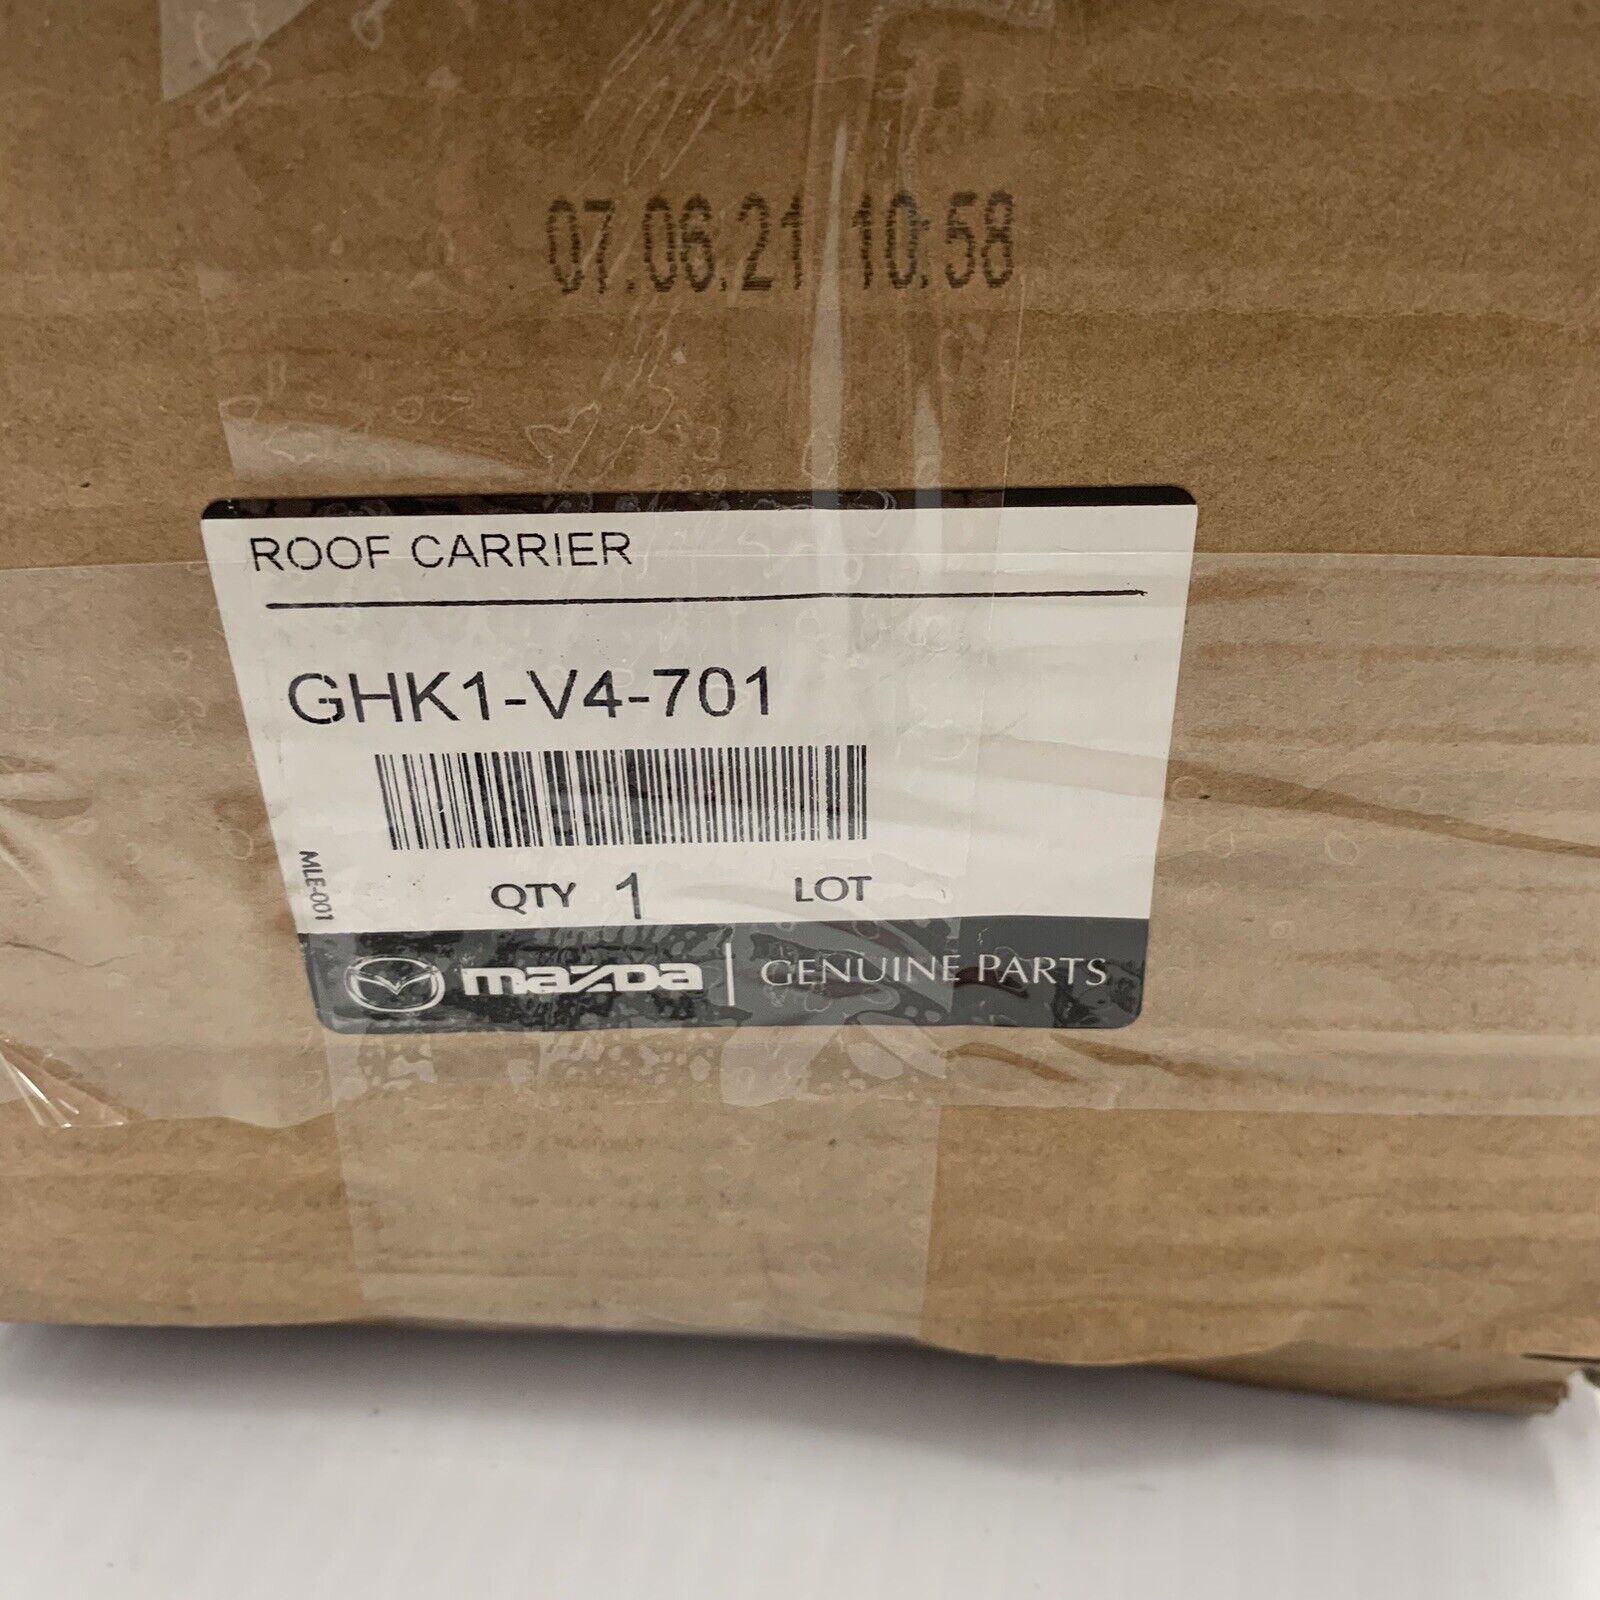 07.06.21 10:58
ROOF CARRIER
GHK1-V4-701
MLE-001
QTY 1 LOT
mazda GENUINE PARTS